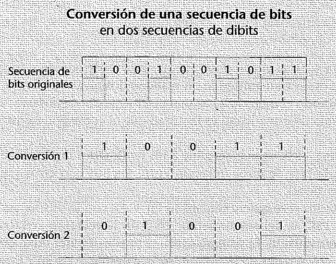 Conversión de una secuencia de bits
en dos secuencias de dibits
Secuencia de
bits originales
1 0 0 1 0 0 1 0 1 1
Conversión 1
1 0 0 1 1
Conversión 2
0 1 0 0 1